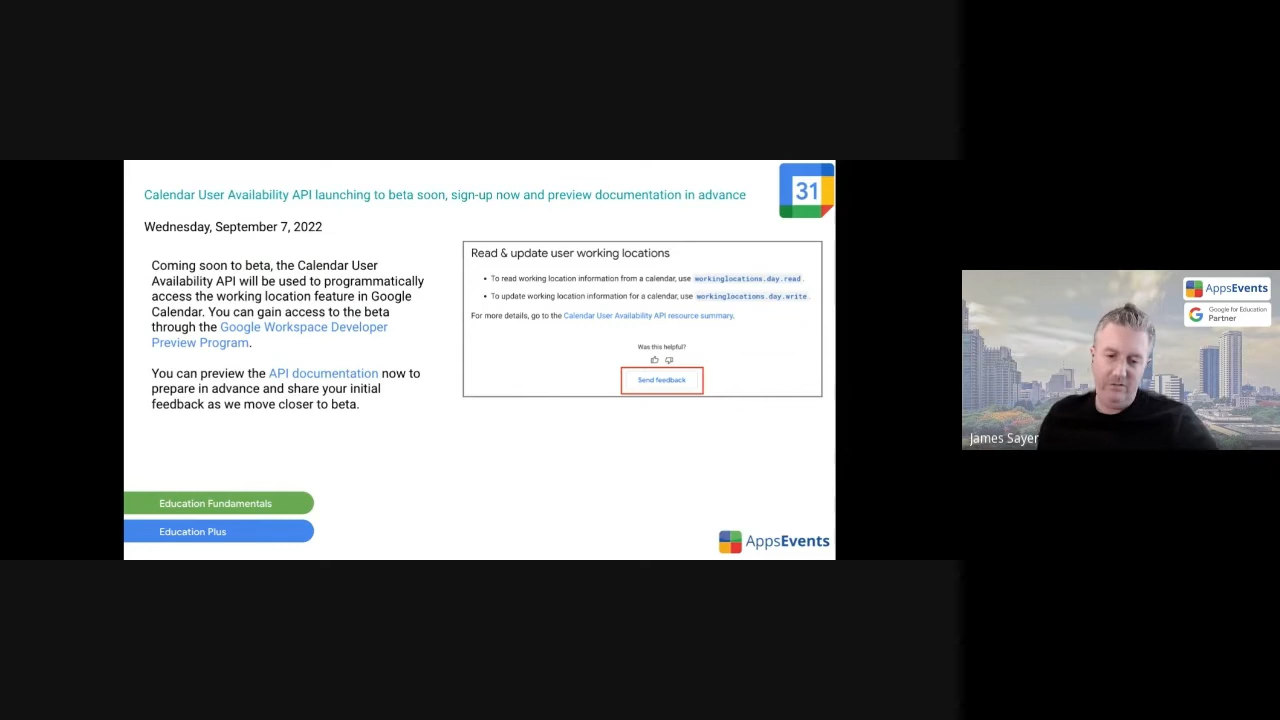 Calendar User Availability API launching to beta soon, sign-up now and preview documentation in advance
31
Wednesday, September 7, 2022
Coming soon to beta, the Calendar User
Availability API will be used to programmatically
access the working location feature in Google
Calendar. You can gain access to the beta
through the Google Workspace Developer
Preview Program.
You can preview the API documentation now to
prepare in advance and share your initial
feedback as we move closer to beta.
Read & update user working locations
• To read working location information from a calendar, use workinglocations.day.read.
• To update working location information for a calendar, use workinglocations.day.write.
For more details, go to the Calendar User Availability API resource summary.
Was this helpful?
Send feedback
Education Fundamentals
Education Plus
AppsEvents
AppsEvents
Google for Education
Partner
James Sayer